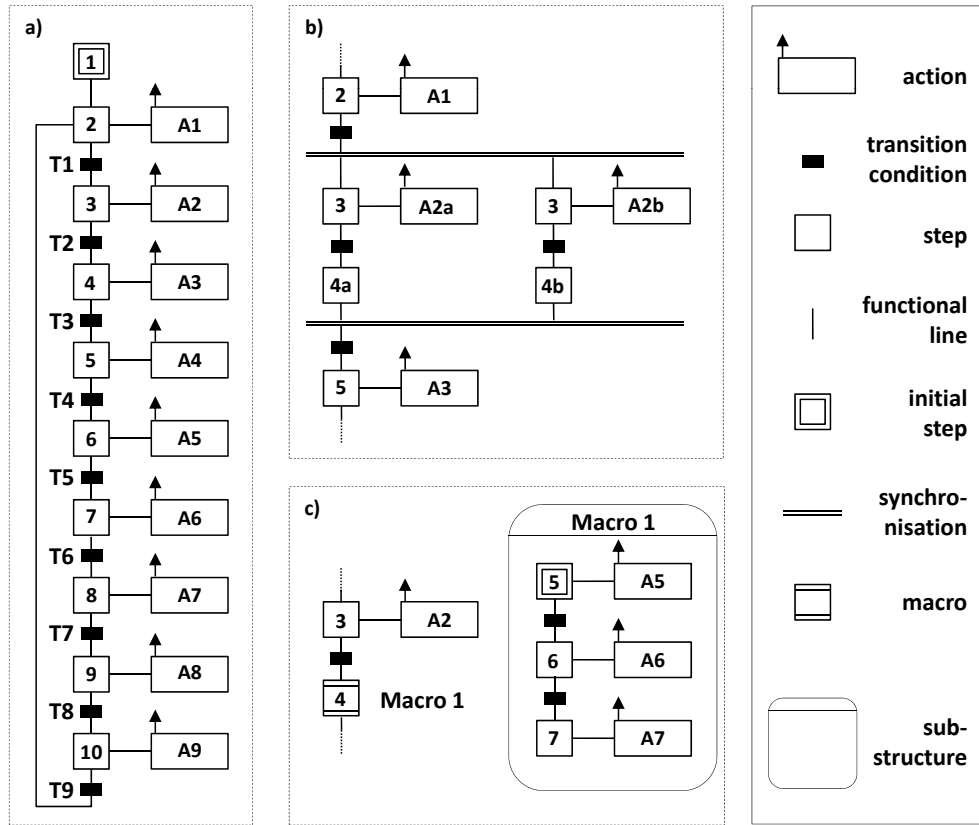 a)
1
2 A1
T1
3 A2
T2
4 A3
T3
5 A4
T4
6 A5
T5
7 A6
T6
8 A7
T7
9 A8
T8
10 A9
T9
b)
2 A1
3 A2a 3 A2b
4a 4b
5 A3
c)
3 A2
4 Macro 1
Macro 1
5 A5
6 A6
7 A7
action
transition
condition
step
functional
line
initial
step
synchro-
nisation
macro
sub-
structure